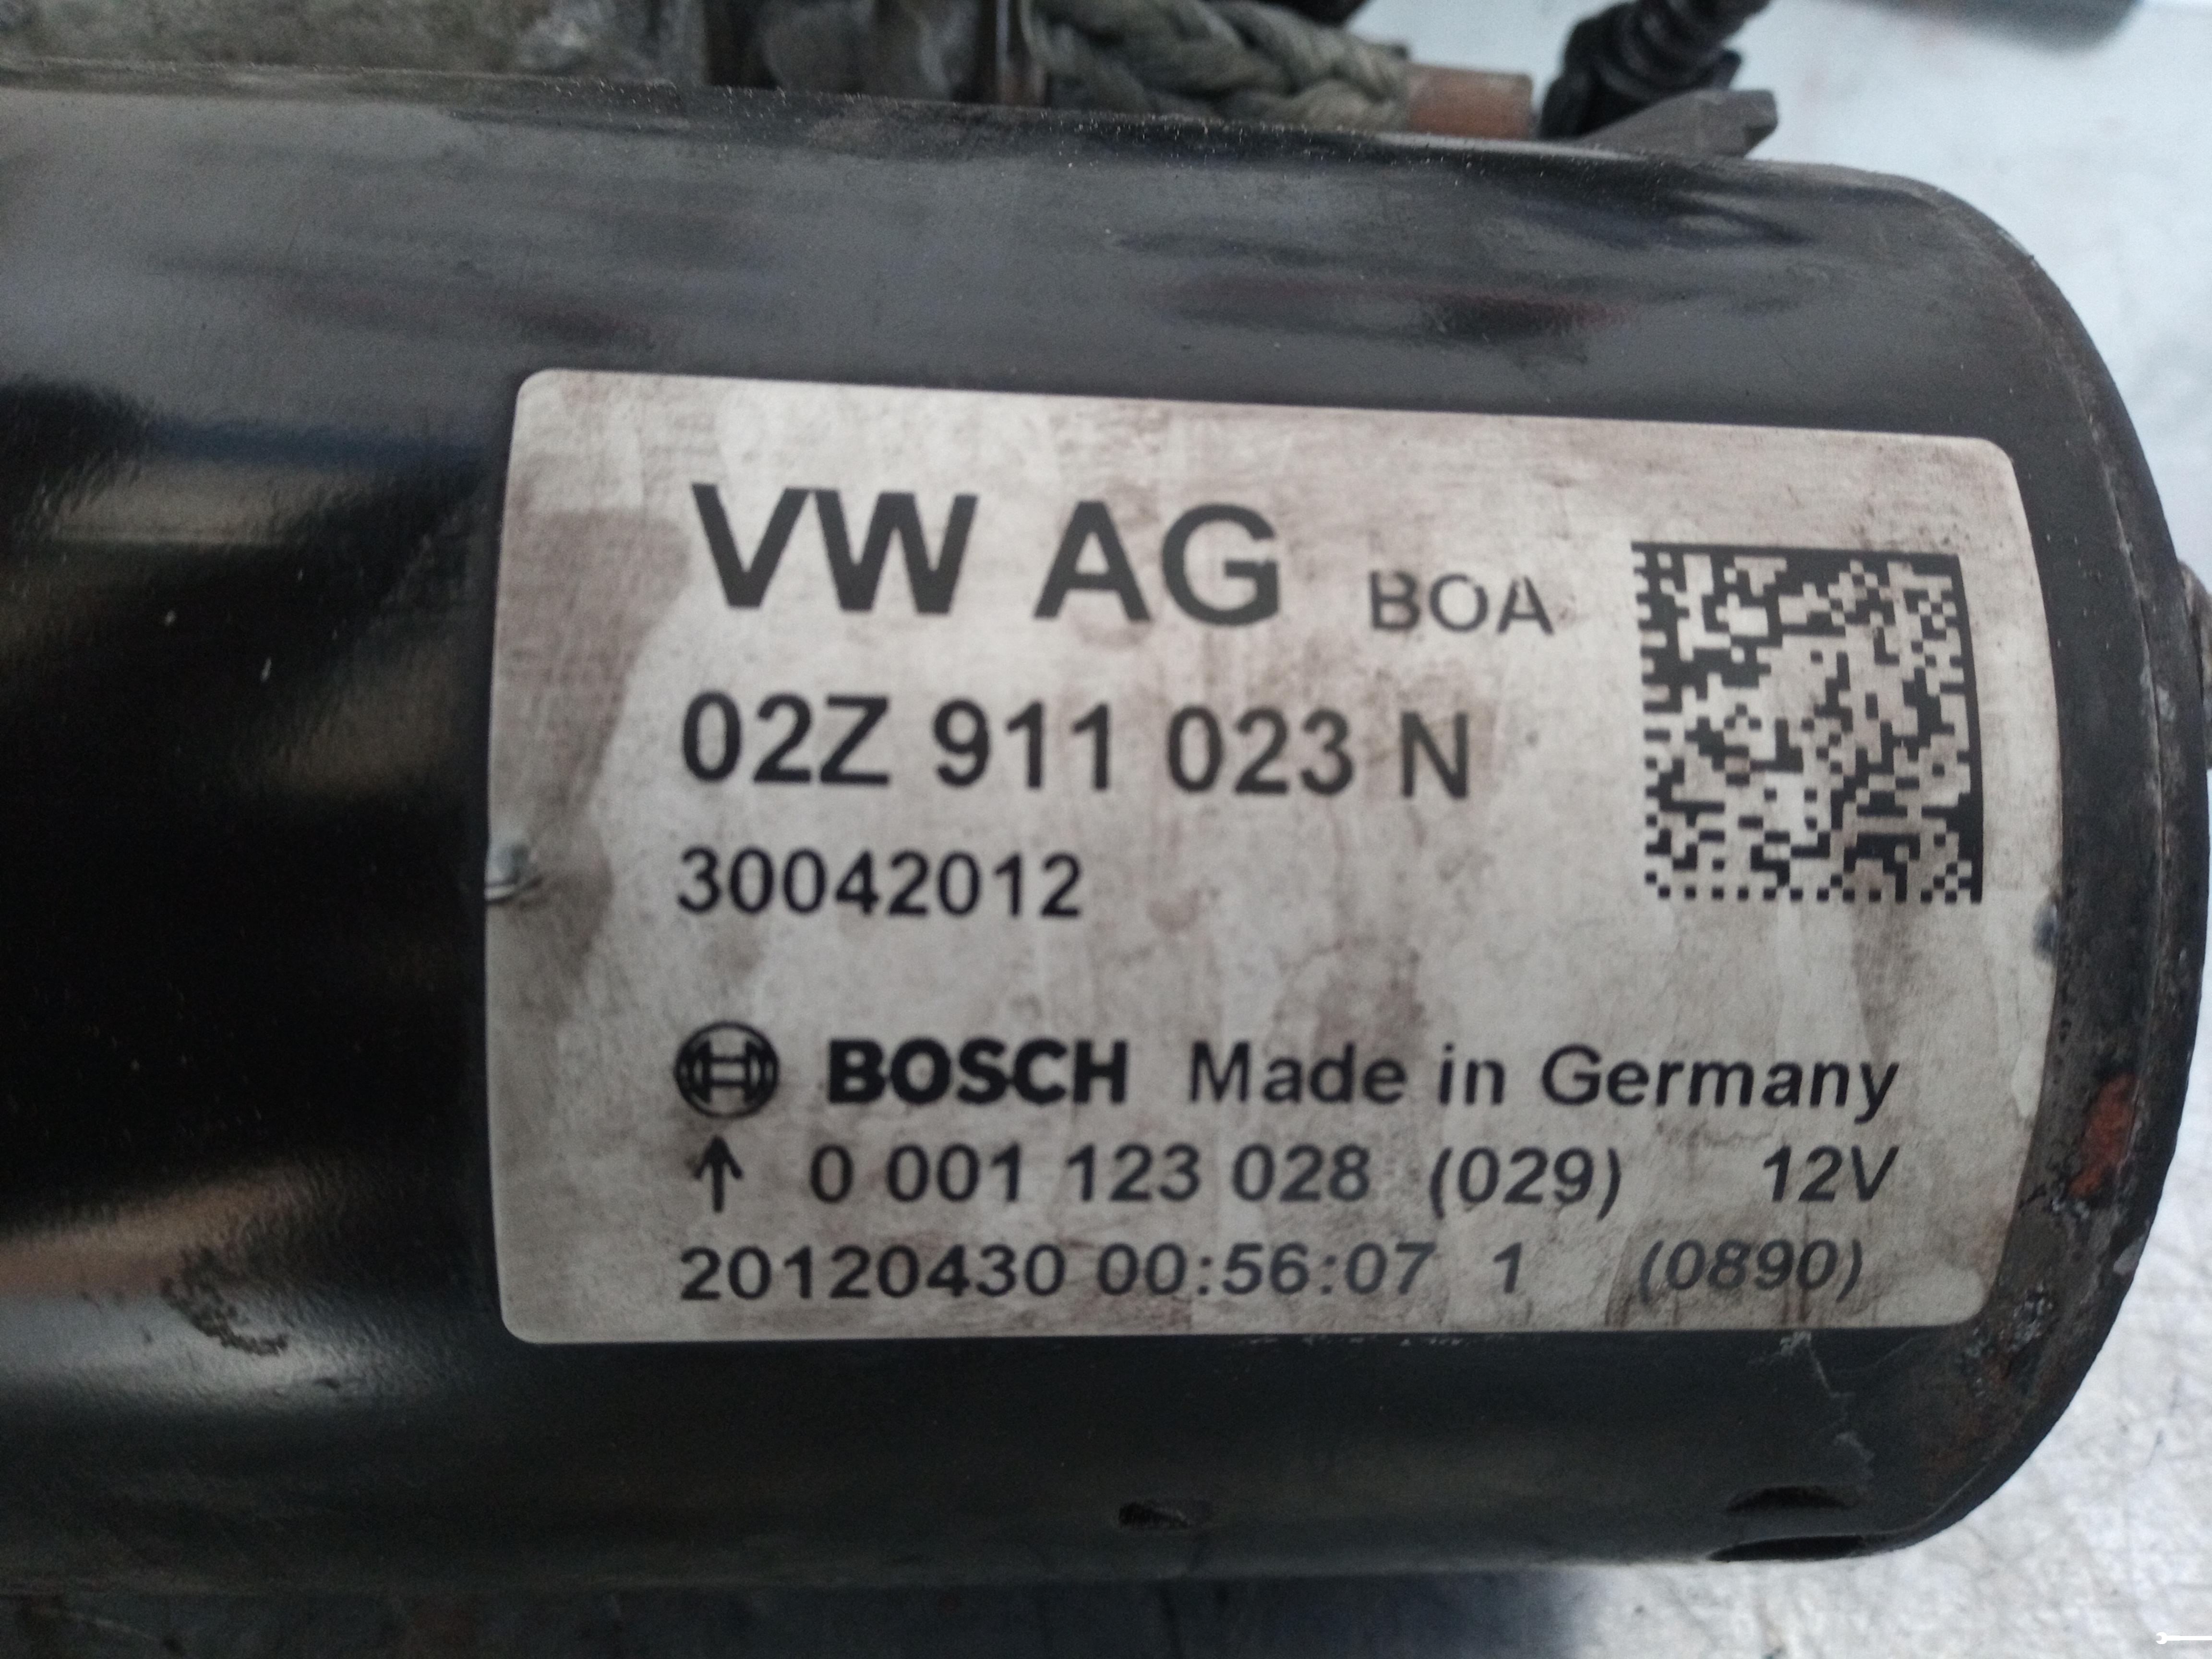 VW AG BOA
02Z 911 023 N
30042012
BOSCH Made in Germany
↑ 0 001 123 028 (029) 12V
20120430 00:56:07 1 (0890)